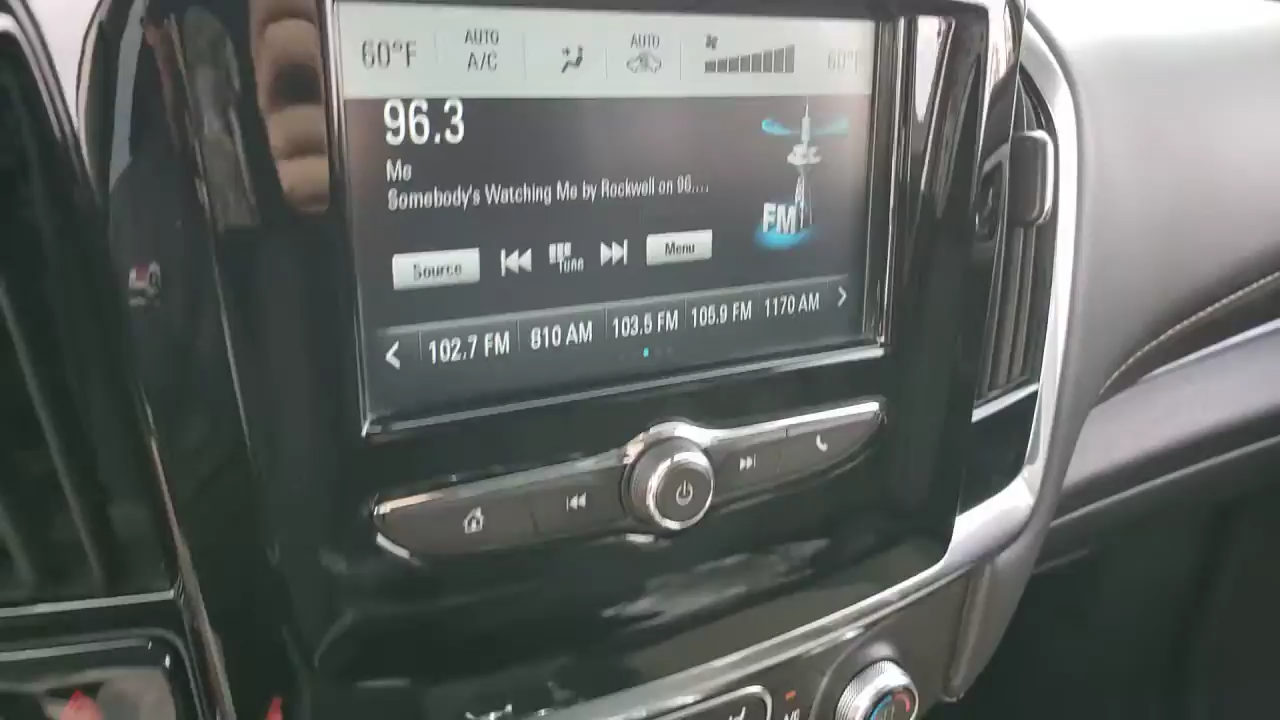 60°F AUTO A/C AUTO 60°F
96.3
Me
Somebody's Watching Me by Rockwell on 96....
FM
Source Tune Menu
102.7 FM 810 AM 103.5 FM 105.9 FM 1170 AM